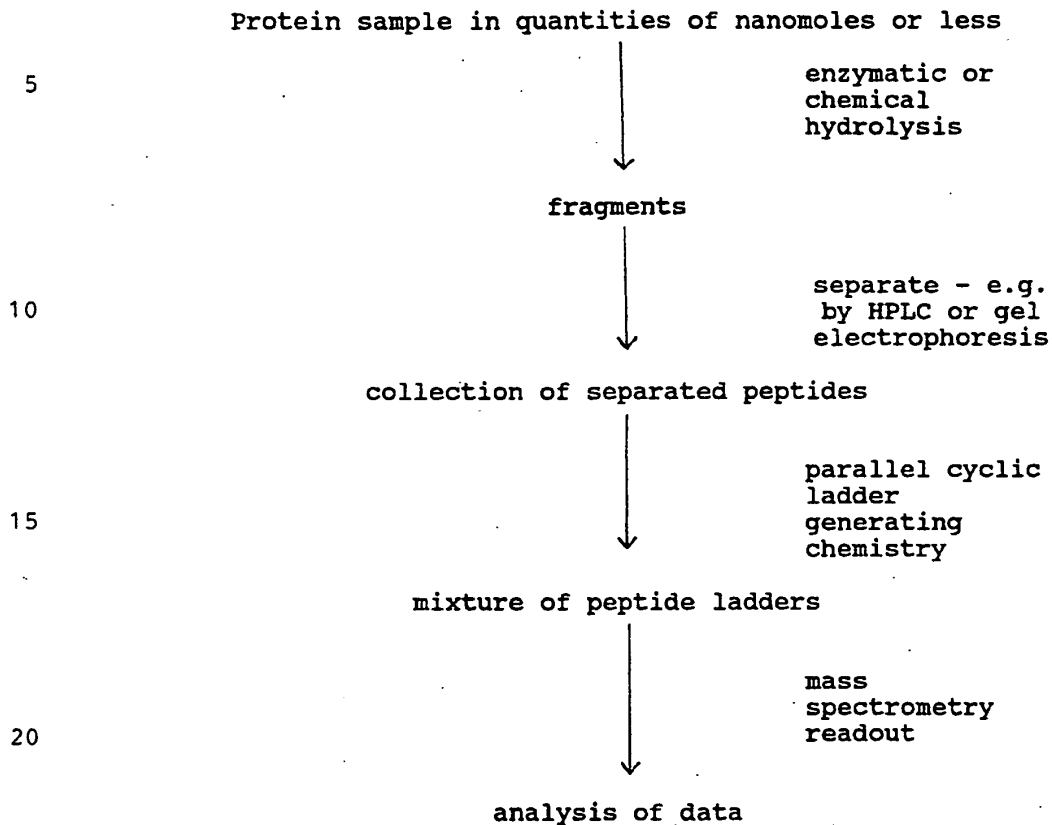 Protein sample in quantities of nanomoles or less
5
enzymatic or
chemical
hydrolysis
fragments
10
separate - e.g.
by HPLC or gel
electrophoresis
collection of separated peptides
15
parallel cyclic
ladder
generating
chemistry
mixture of peptide ladders
20
mass
spectrometry
readout
analysis of data